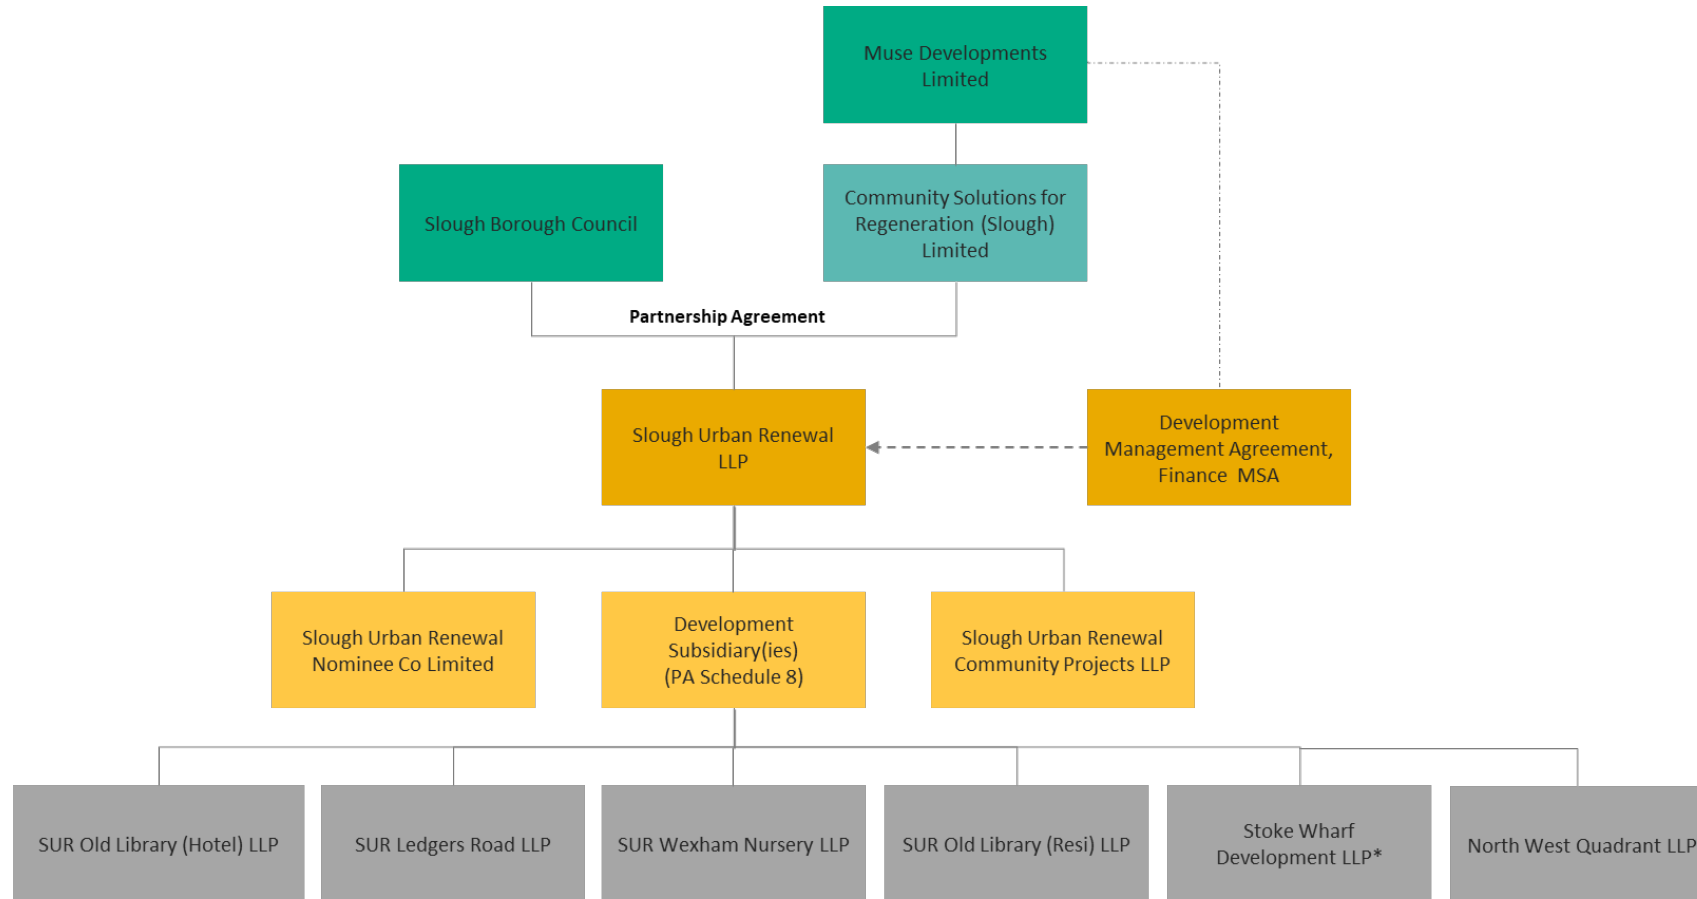 Muse Developments
Limited
Slough Borough Council
Community Solutions for
Regeneration (Slough)
Limited
Partnership Agreement
Slough Urban Renewal
LLP
Development
Management Agreement,
Finance  MSA
Slough Urban Renewal
Nominee Co Limited
Development
Subsidiary(ies)
(PA Schedule 8)
Slough Urban Renewal
Community Projects LLP
SUR Old Library (Hotel) LLP
SUR Ledgers Road LLP
SUR Wexham Nursery LLP
SUR Old Library (Resi) LLP
Stoke Wharf
Development LLP*
North West Quadrant LLP